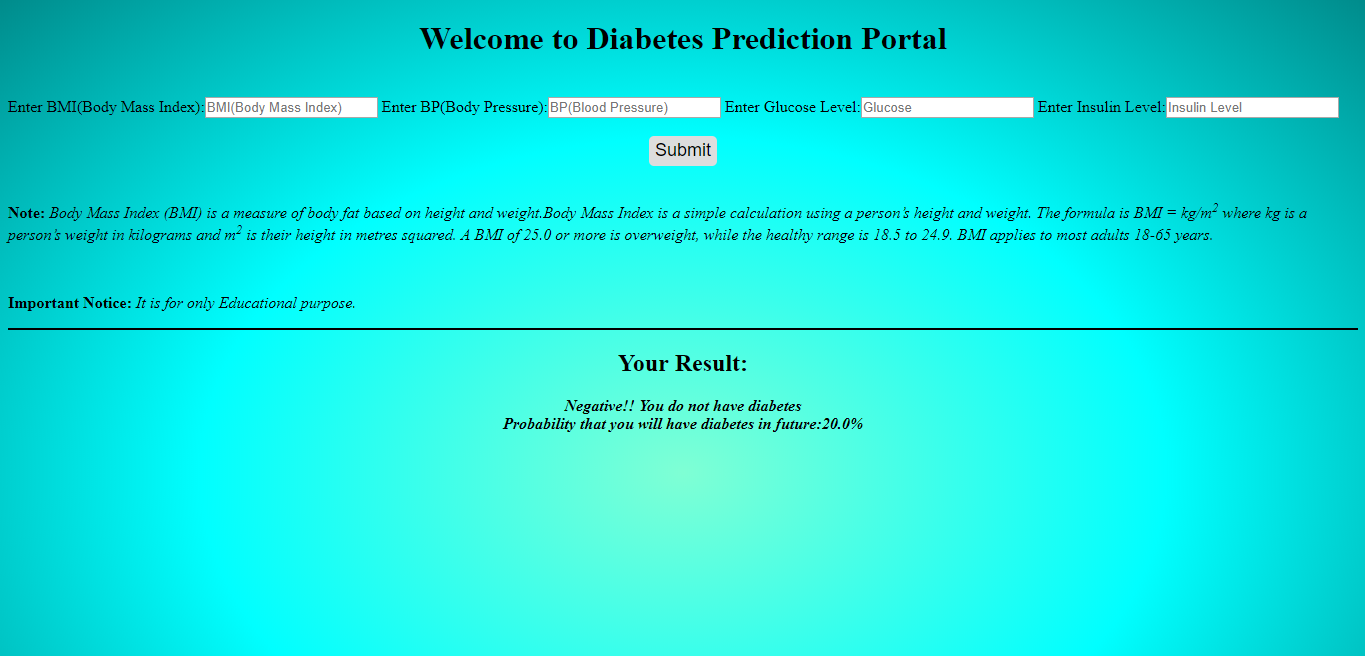 Welcome to Diabetes Prediction Portal
Enter BMI(Body Mass Index): BMI(Body Mass Index) Enter BP(Body Pressure): BP(Blood Pressure) Enter Glucose Level: Glucose Enter Insulin Level: Insulin Level
Submit
Note: Body Mass Index (BMI) is a measure of body fat based on height and weight.Body Mass Index is a simple calculation using a person's height and weight. The formula is BMI = kg/m² where kg is a
person's weight in kilograms and m² is their height in metres squared. A BMI of 25.0 or more is overweight, while the healthy range is 18.5 to 24.9. BMI applies to most adults 18-65 years.
Important Notice: It is for only Educational purpose.
Your Result:
Negative!! You do not have diabetes
Probability that you will have diabetes in future:20.0%